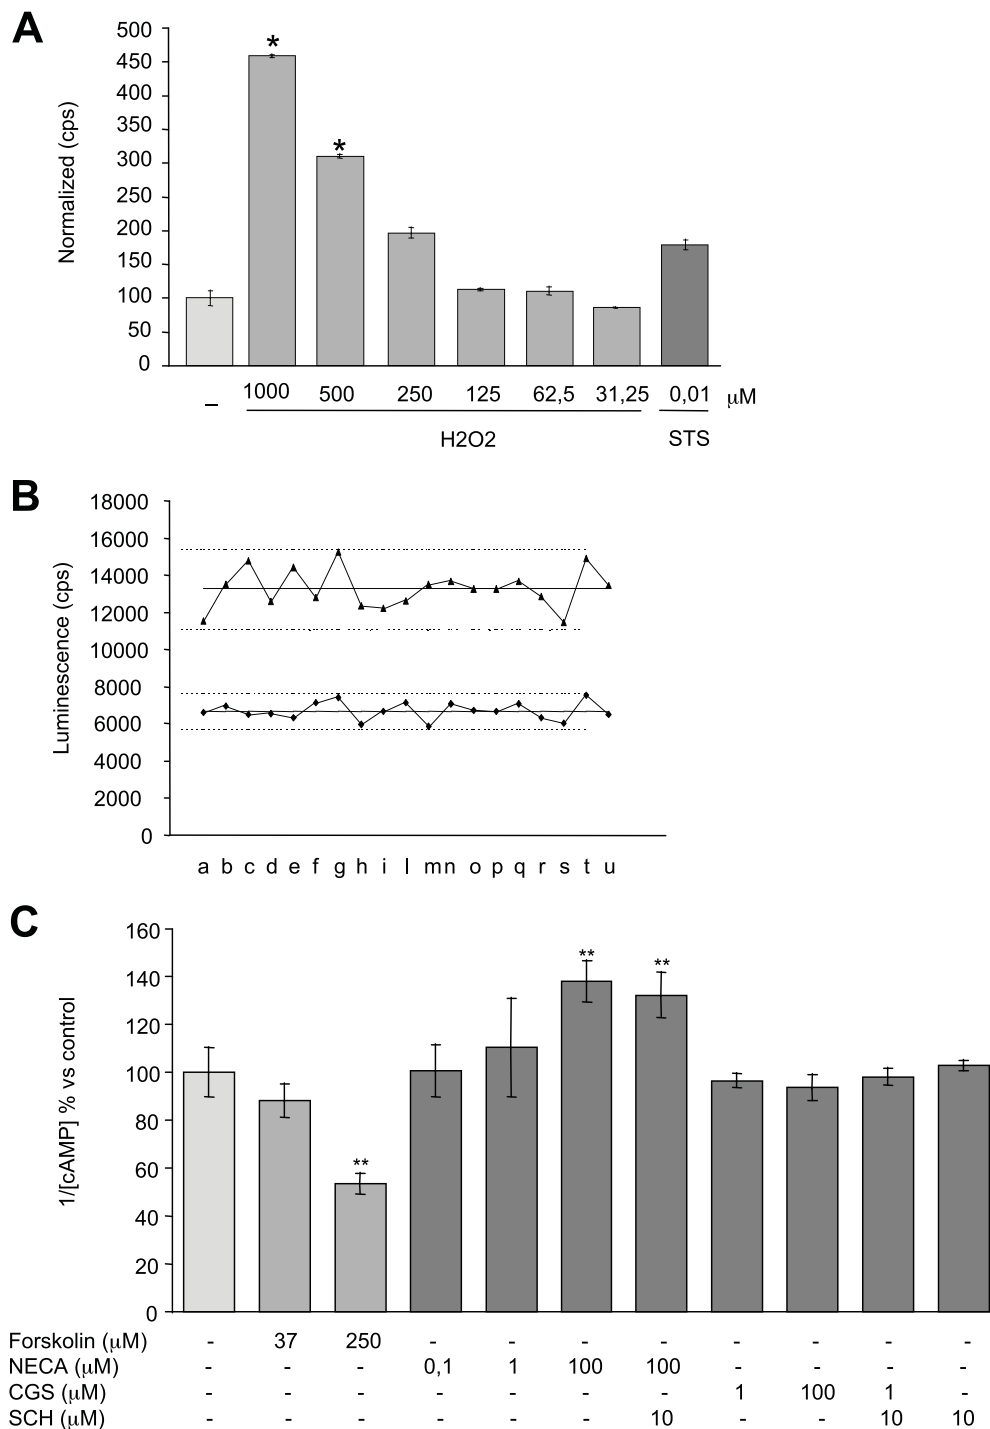 A
500
450
400
350
300
250
200
150
100
50
0
Normalized (cps)
*
*
– 1000 500 250 125 62,5 31,25 0,01 μM
H2O2 STS
B
18000
16000
14000
12000
10000
8000
6000
4000
2000
0
Luminescence (cps)
a b c d e f g h i l m n o p q r s t u
C
160
140
120
100
80
60
40
20
0
1/[cAMP] % vs control
**
**
**
Forskolin (μM) - 37 250 - - - - - - - -
NECA (μM) - - - 0,1 1 100 100 - - - -
CGS (μM) - - - - - - - 1 100 1 -
SCH (μM) - - - - - - 10 - - 10 10